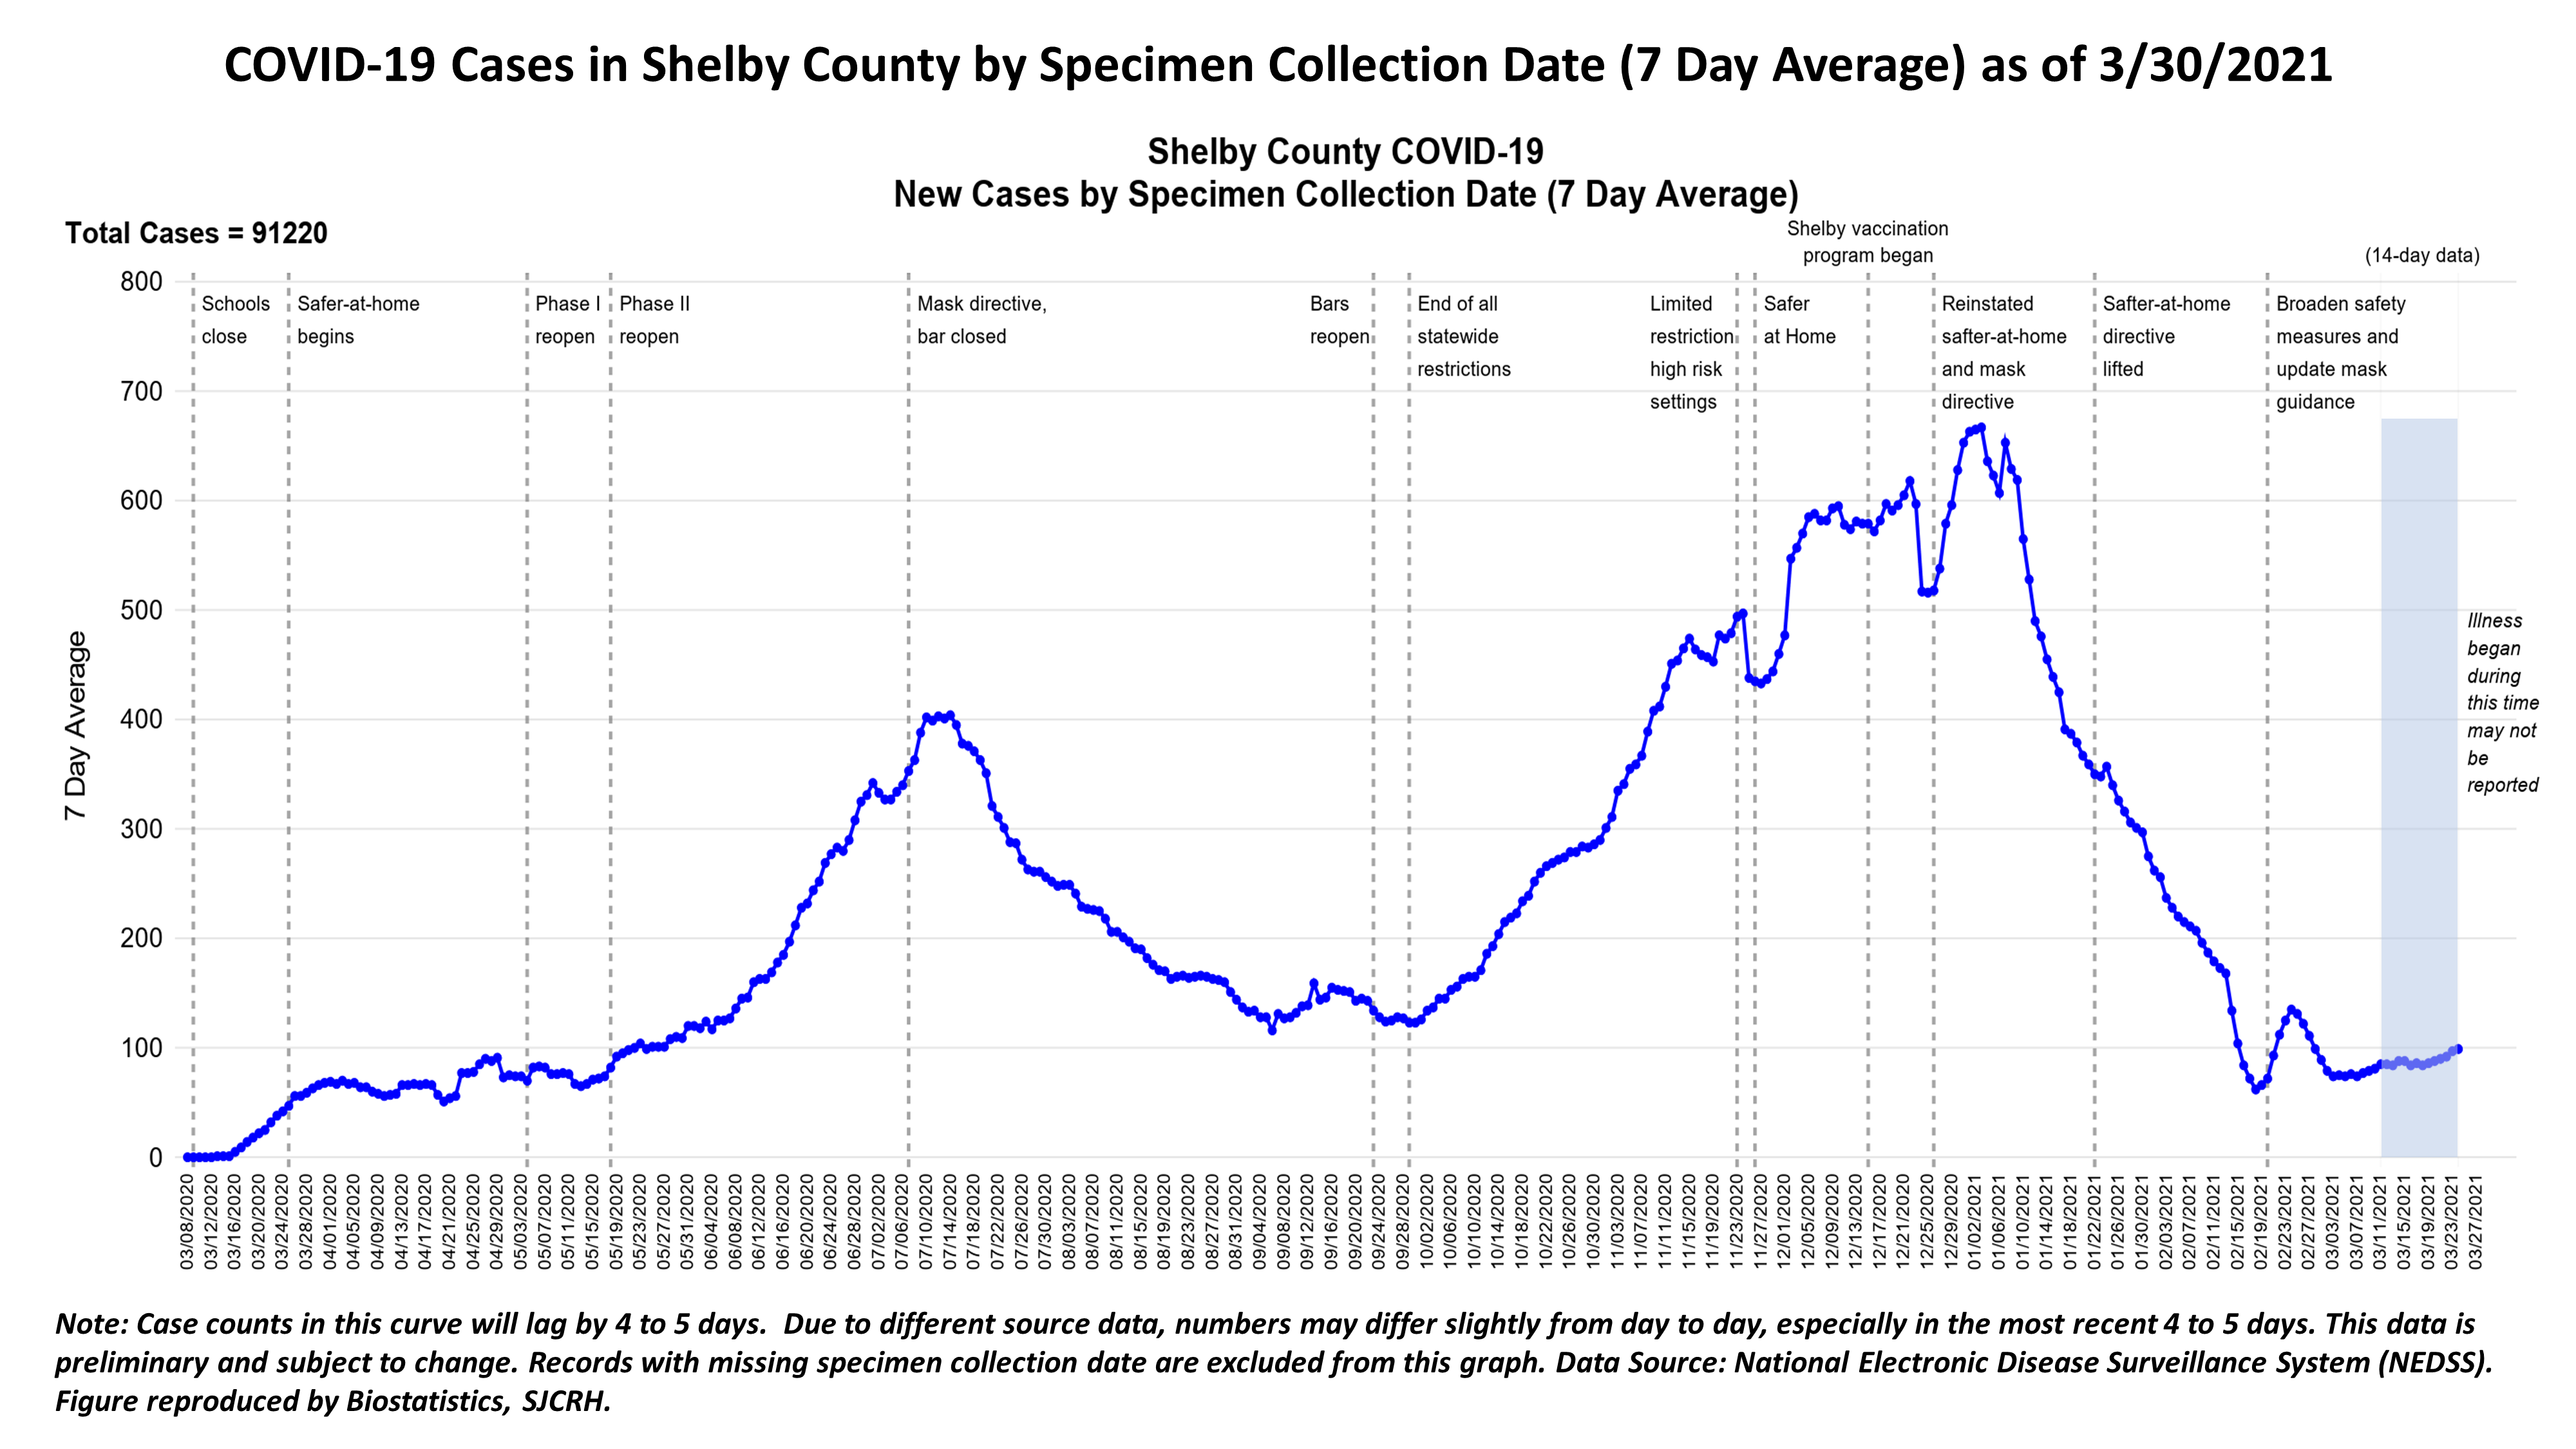 COVID-19 Cases in Shelby County by Specimen Collection Date (7 Day Average) as of 3/30/2021
Shelby County COVID-19
New Cases by Specimen Collection Date (7 Day Average)
Total Cases = 91220
Shelby vaccination
program began
(14-day data)
Schools
close
Safer-at-home
begins
Phase I
reopen
Phase II
reopen
Mask directive,
bar closed
Bars
reopen
End of all
statewide
restrictions
Limited
restriction
high risk
settings
Safer
at Home
Reinstated
safter-at-home
and mask
directive
Safter-at-home
directive
lifted
Broaden safety
measures and
update mask
guidance
800
700
600
500
400
300
200
100
0
7 Day Average
Illness
began
during
this time
may not
be
reported
03/08/2020
03/12/2020
03/16/2020
03/20/2020
03/24/2020
03/28/2020
04/01/2020
04/05/2020
04/09/2020
04/13/2020
04/17/2020
04/21/2020
04/25/2020
04/29/2020
05/03/2020
05/07/2020
05/11/2020
05/15/2020
05/19/2020
05/23/2020
05/27/2020
05/31/2020
06/04/2020
06/08/2020
06/12/2020
06/16/2020
06/20/2020
06/24/2020
06/28/2020
07/02/2020
07/06/2020
07/10/2020
07/14/2020
07/18/2020
07/22/2020
07/26/2020
07/30/2020
08/03/2020
08/07/2020
08/11/2020
08/15/2020
08/19/2020
08/23/2020
08/27/2020
08/31/2020
09/04/2020
09/08/2020
09/12/2020
09/16/2020
09/20/2020
09/24/2020
09/28/2020
10/02/2020
10/06/2020
10/10/2020
10/14/2020
10/18/2020
10/22/2020
10/26/2020
10/30/2020
11/03/2020
11/07/2020
11/11/2020
11/15/2020
11/19/2020
11/23/2020
11/27/2020
12/01/2020
12/05/2020
12/09/2020
12/13/2020
12/17/2020
12/21/2020
12/25/2020
12/29/2020
01/02/2021
01/06/2021
01/10/2021
01/14/2021
01/18/2021
01/22/2021
01/26/2021
01/30/2021
02/03/2021
02/07/2021
02/11/2021
02/15/2021
02/19/2021
02/23/2021
02/27/2021
03/03/2021
03/07/2021
03/11/2021
03/15/2021
03/19/2021
03/23/2021
03/27/2021
Note: Case counts in this curve will lag by 4 to 5 days.  Due to different source data, numbers may differ slightly from day to day, especially in the most recent 4 to 5 days. This data is
preliminary and subject to change. Records with missing specimen collection date are excluded from this graph. Data Source: National Electronic Disease Surveillance System (NEDSS).
Figure reproduced by Biostatistics, SJCRH.